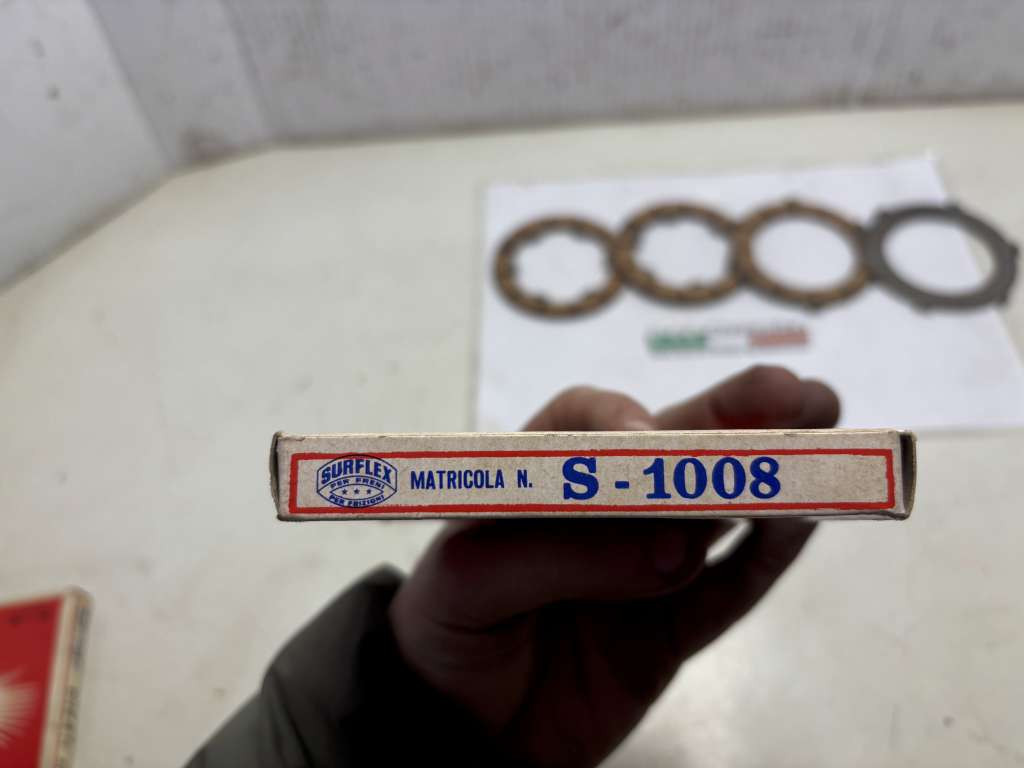 SURFLEX
PER FRENI
PER FRIZIONI
MATRICOLA N. S - 1008